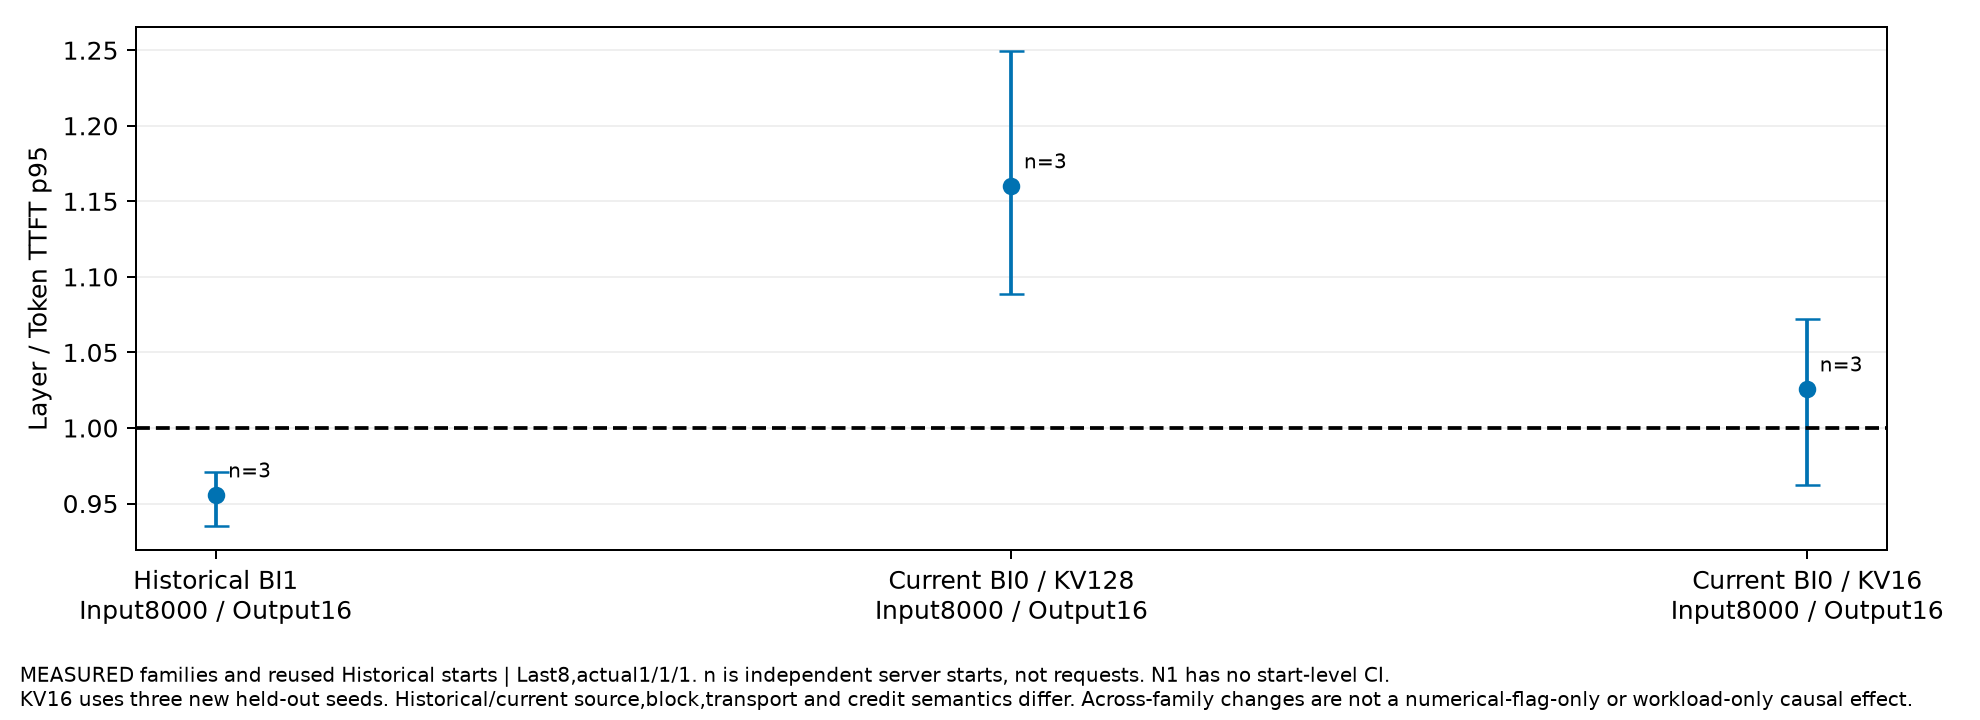 1.25
1.20
1.15
1.10
1.05
1.00
0.95
Layer / Token TTFT p95
n=3
n=3
n=3
Historical BI1
Input8000 / Output16
Current BI0 / KV128
Input8000 / Output16
Current BI0 / KV16
Input8000 / Output16
MEASURED families and reused Historical starts | Last8,actual1/1/1. n is independent server starts, not requests. N1 has no start-level CI.
KV16 uses three new held-out seeds. Historical/current source,block,transport and credit semantics differ. Across-family changes are not a numerical-flag-only or workload-only causal effect.